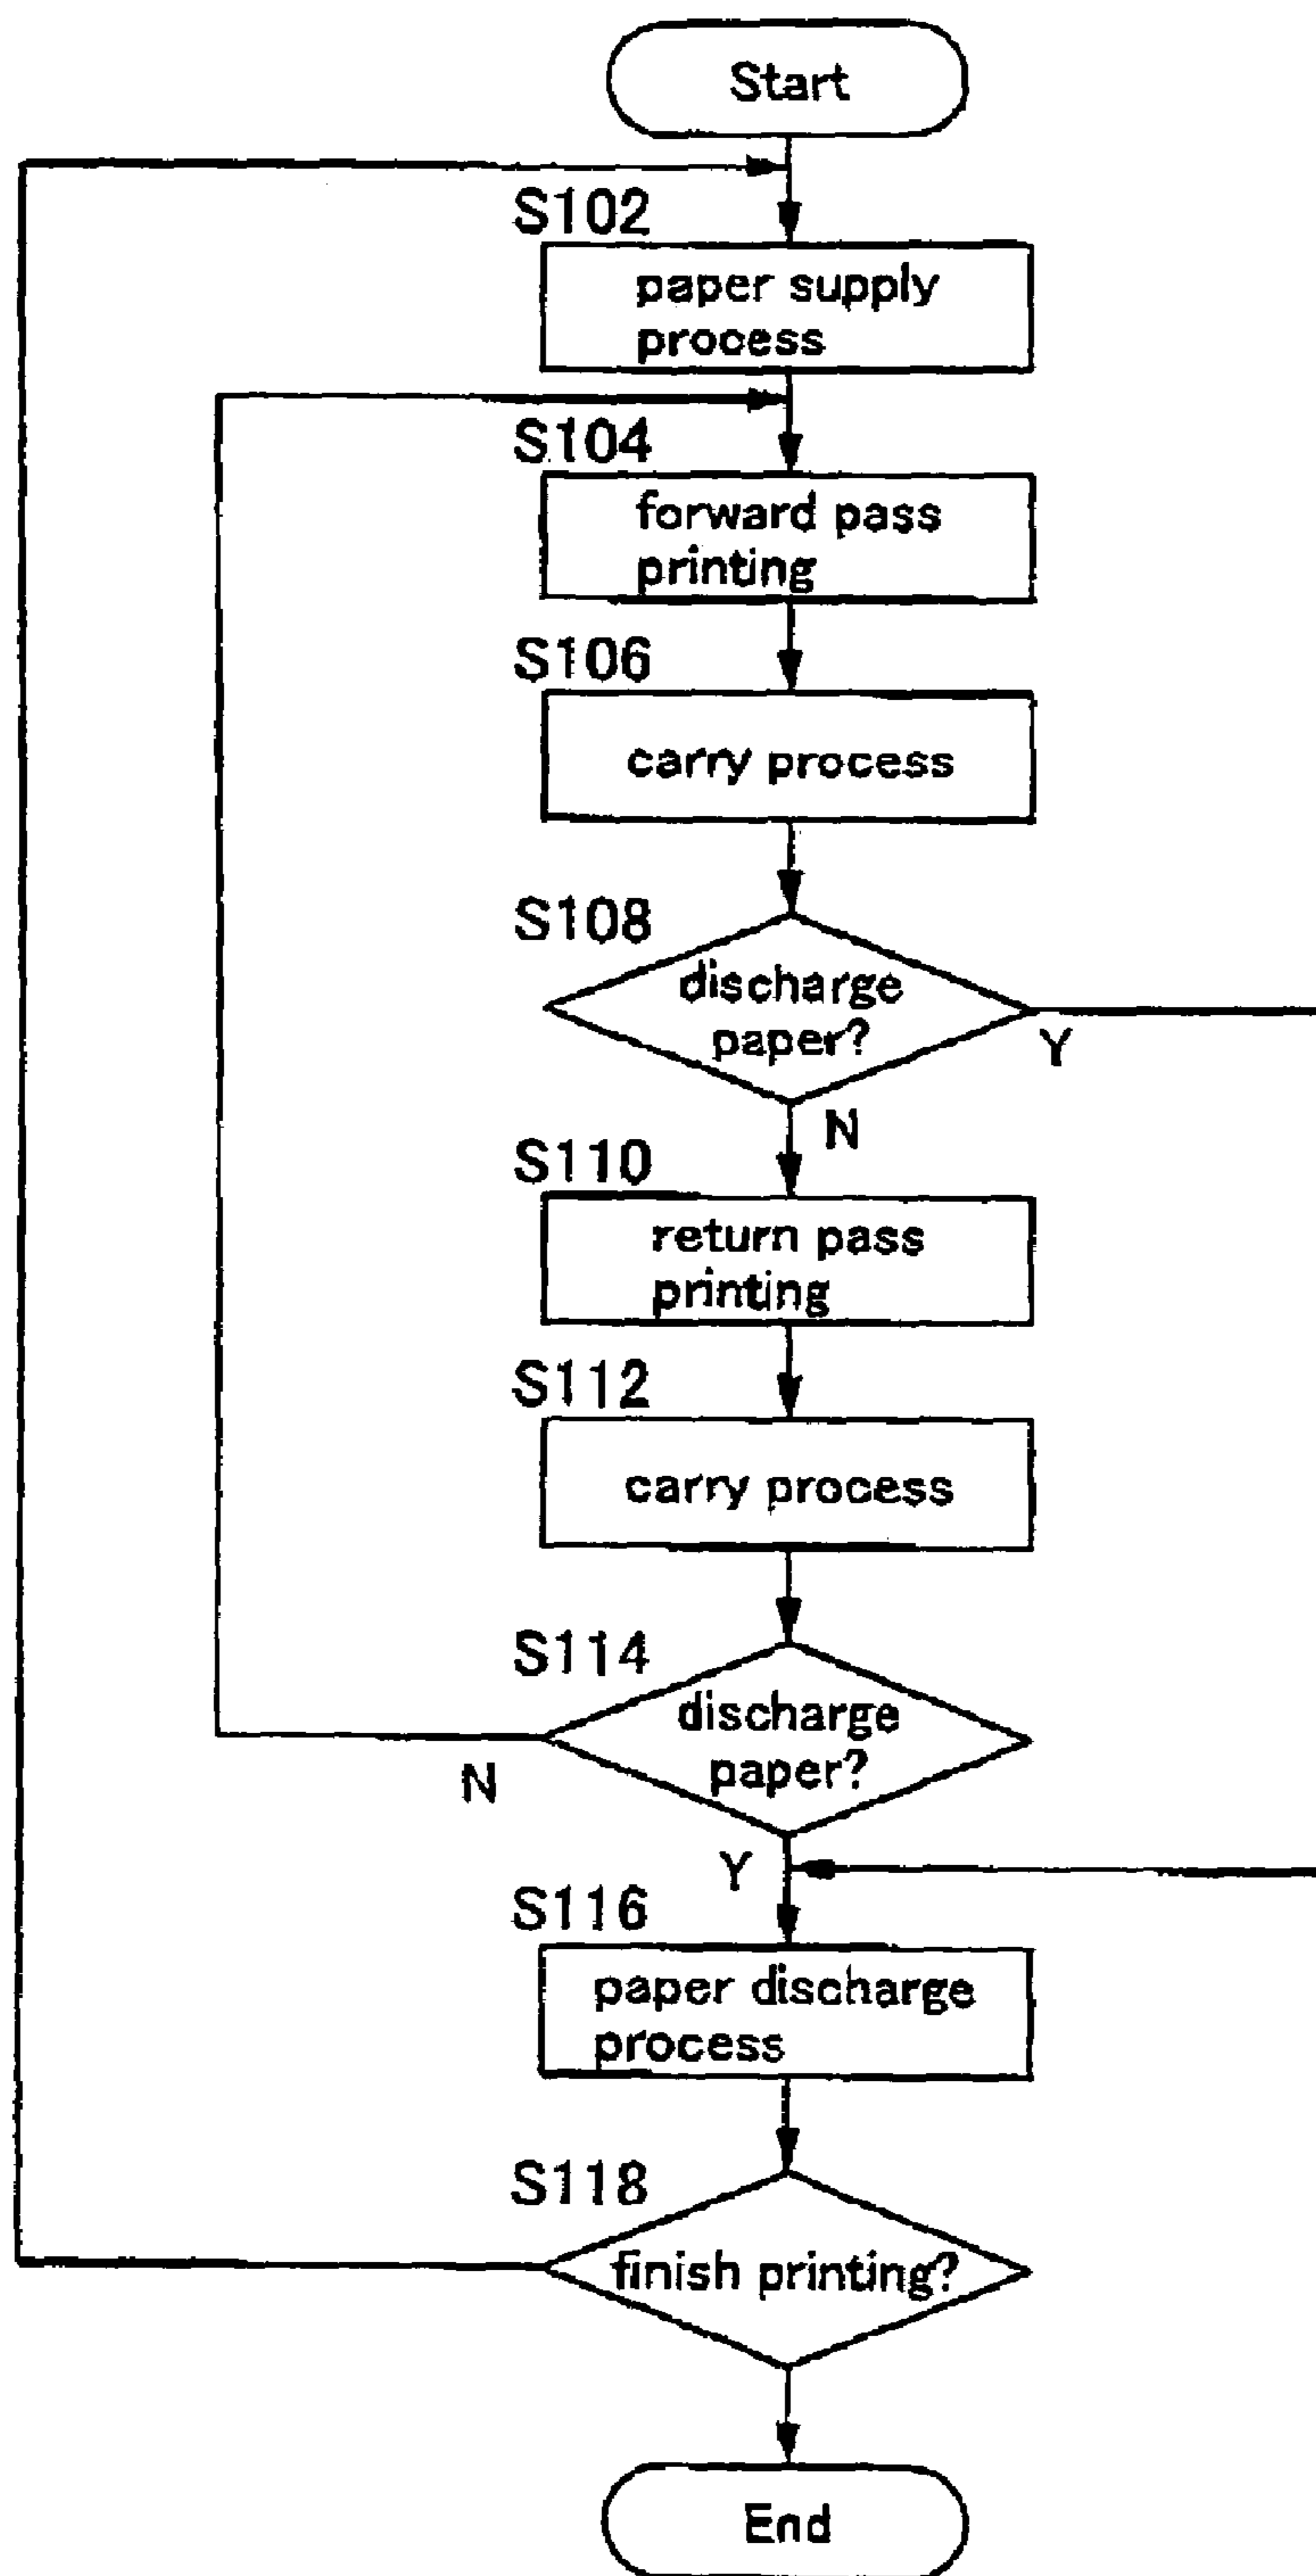 Start
S102
paper supply
process
S104
forward pass
printing
S106
carry process
S108
discharge
paper?
Y
N
S110
return pass
printing
S112
carry process
S114
discharge
paper?
N
Y
S116
paper discharge
process
S118
finish printing?
End